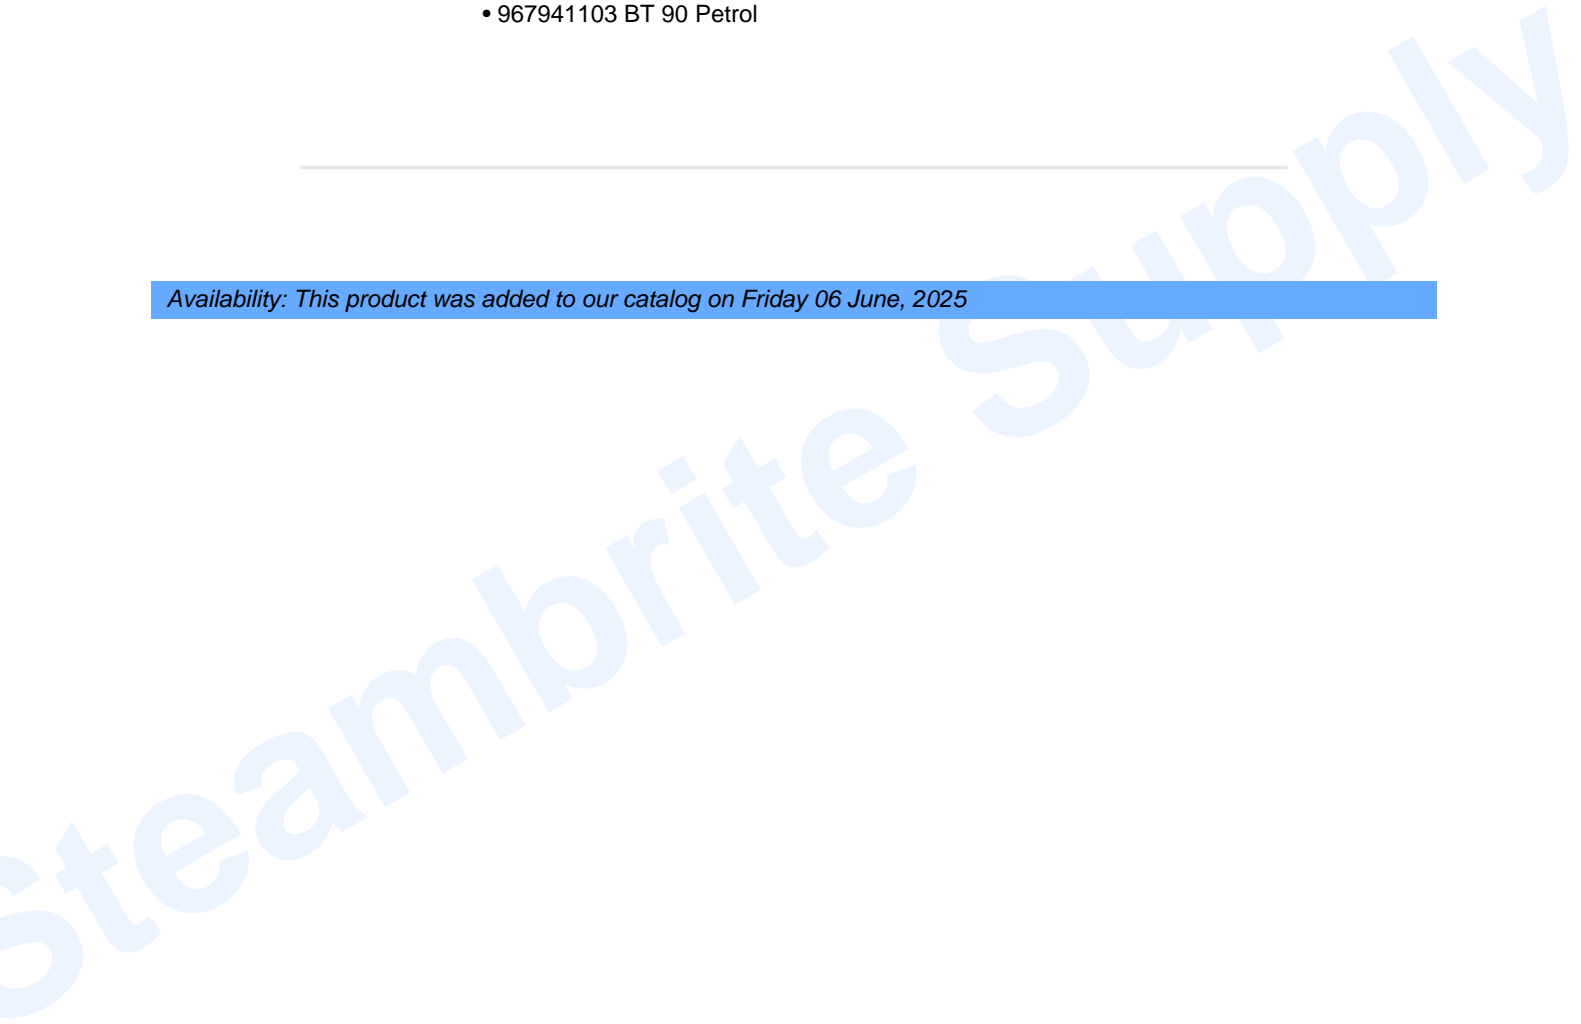 • 967941103 BT 90 Petrol
Availability: This product was added to our catalog on Friday 06 June, 2025
Steambrite Supply